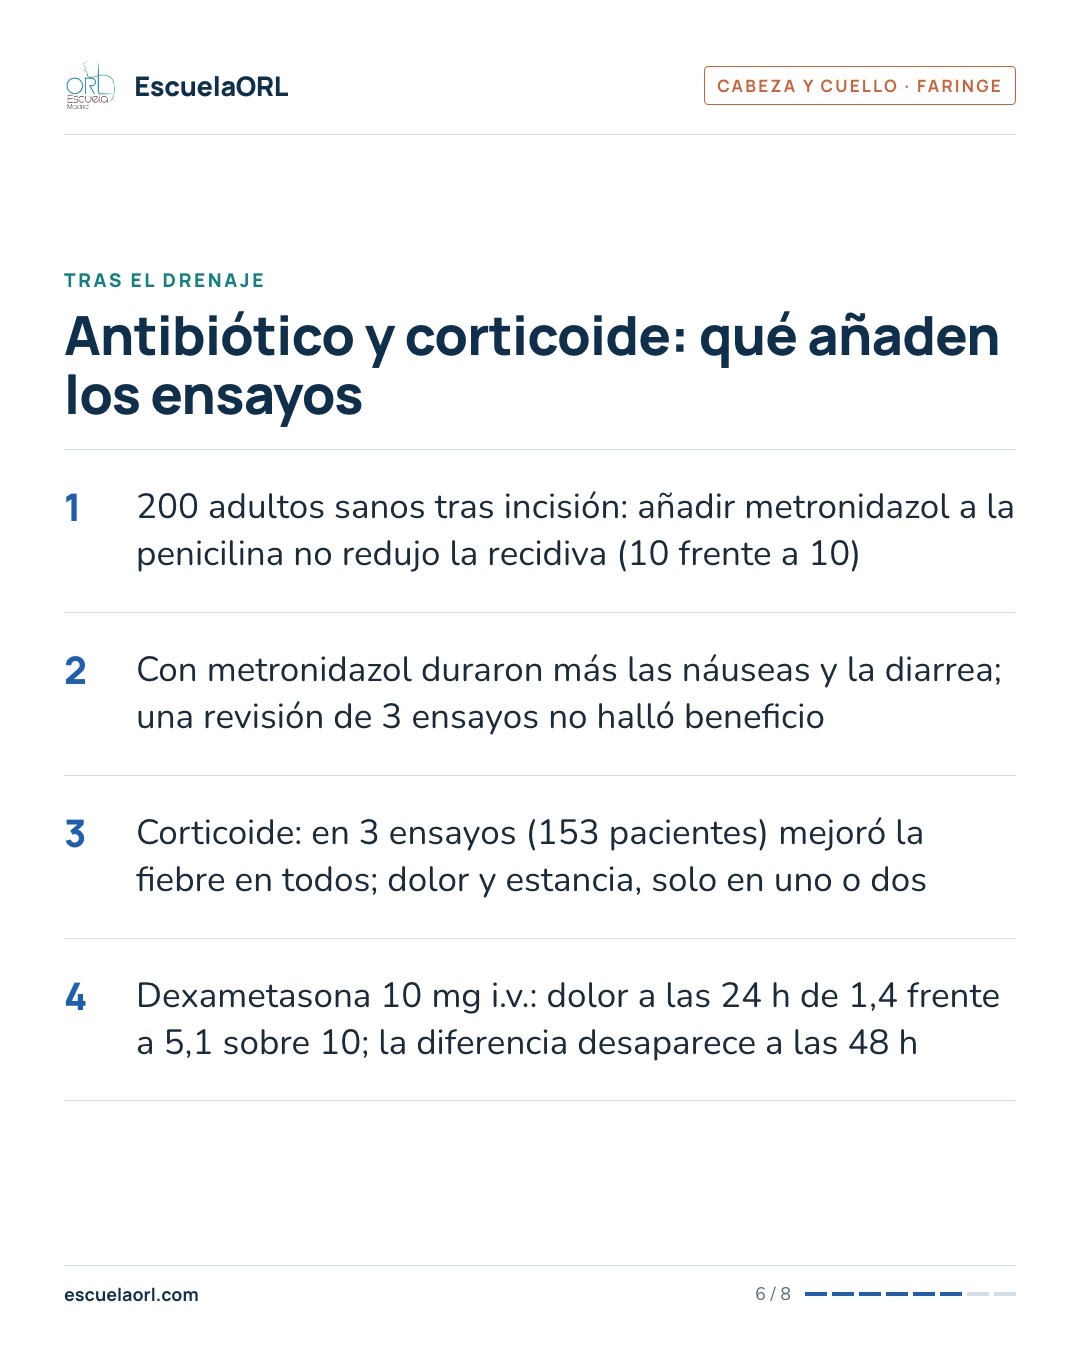 ORL
Escuela
Madrid
EscuelaORL
CABEZA Y CUELLO · FARINGE
TRAS EL DRENAJE
Antibiótico y corticoide: qué añaden
los ensayos
1 200 adultos sanos tras incisión: añadir metronidazol a la
penicilina no redujo la recidiva (10 frente a 10)
2 Con metronidazol duraron más las náuseas y la diarrea;
una revisión de 3 ensayos no halló beneficio
3 Corticoide: en 3 ensayos (153 pacientes) mejoró la
fiebre en todos; dolor y estancia, solo en uno o dos
4 Dexametasona 10 mg i.v.: dolor a las 24 h de 1,4 frente
a 5,1 sobre 10; la diferencia desaparece a las 48 h
escuelaorl.com
6 / 8